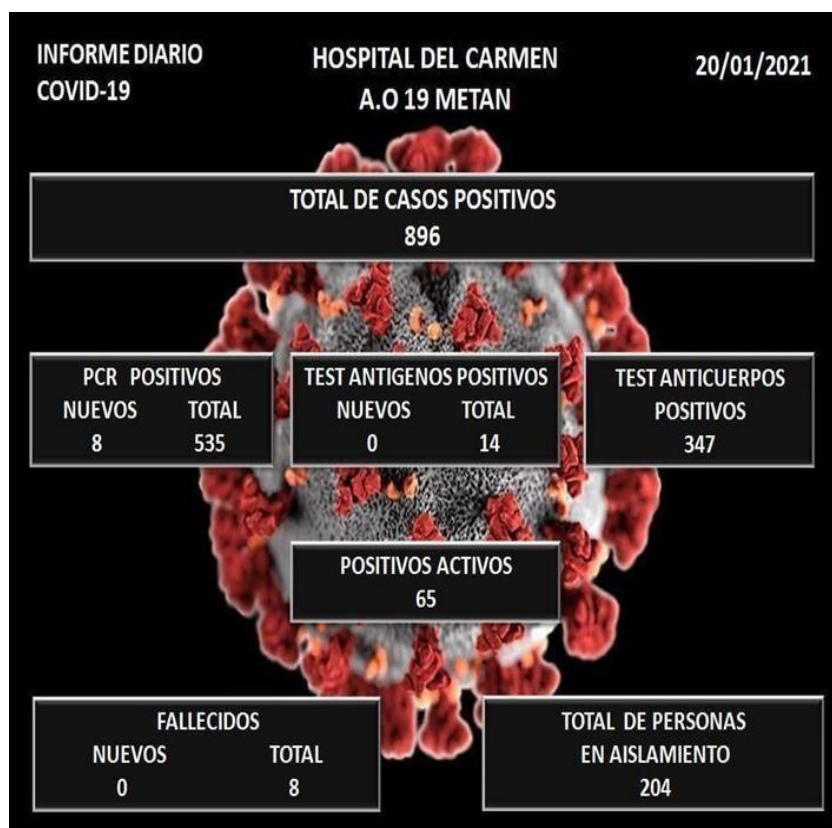 INFORME DIARIO
COVID-19
HOSPITAL DEL CARMEN
A.O 19 METAN
20/01/2021
TOTAL DE CASOS POSITIVOS
896
PCR POSITIVOS
NUEVOS TOTAL
8 535
TEST ANTIGENOS POSITIVOS
NUEVOS TOTAL
0 14
TEST ANTICUERPOS
POSITIVOS
347
POSITIVOS ACTIVOS
65
FALLECIDOS
NUEVOS TOTAL
0 8
TOTAL DE PERSONAS
EN AISLAMIENTO
204